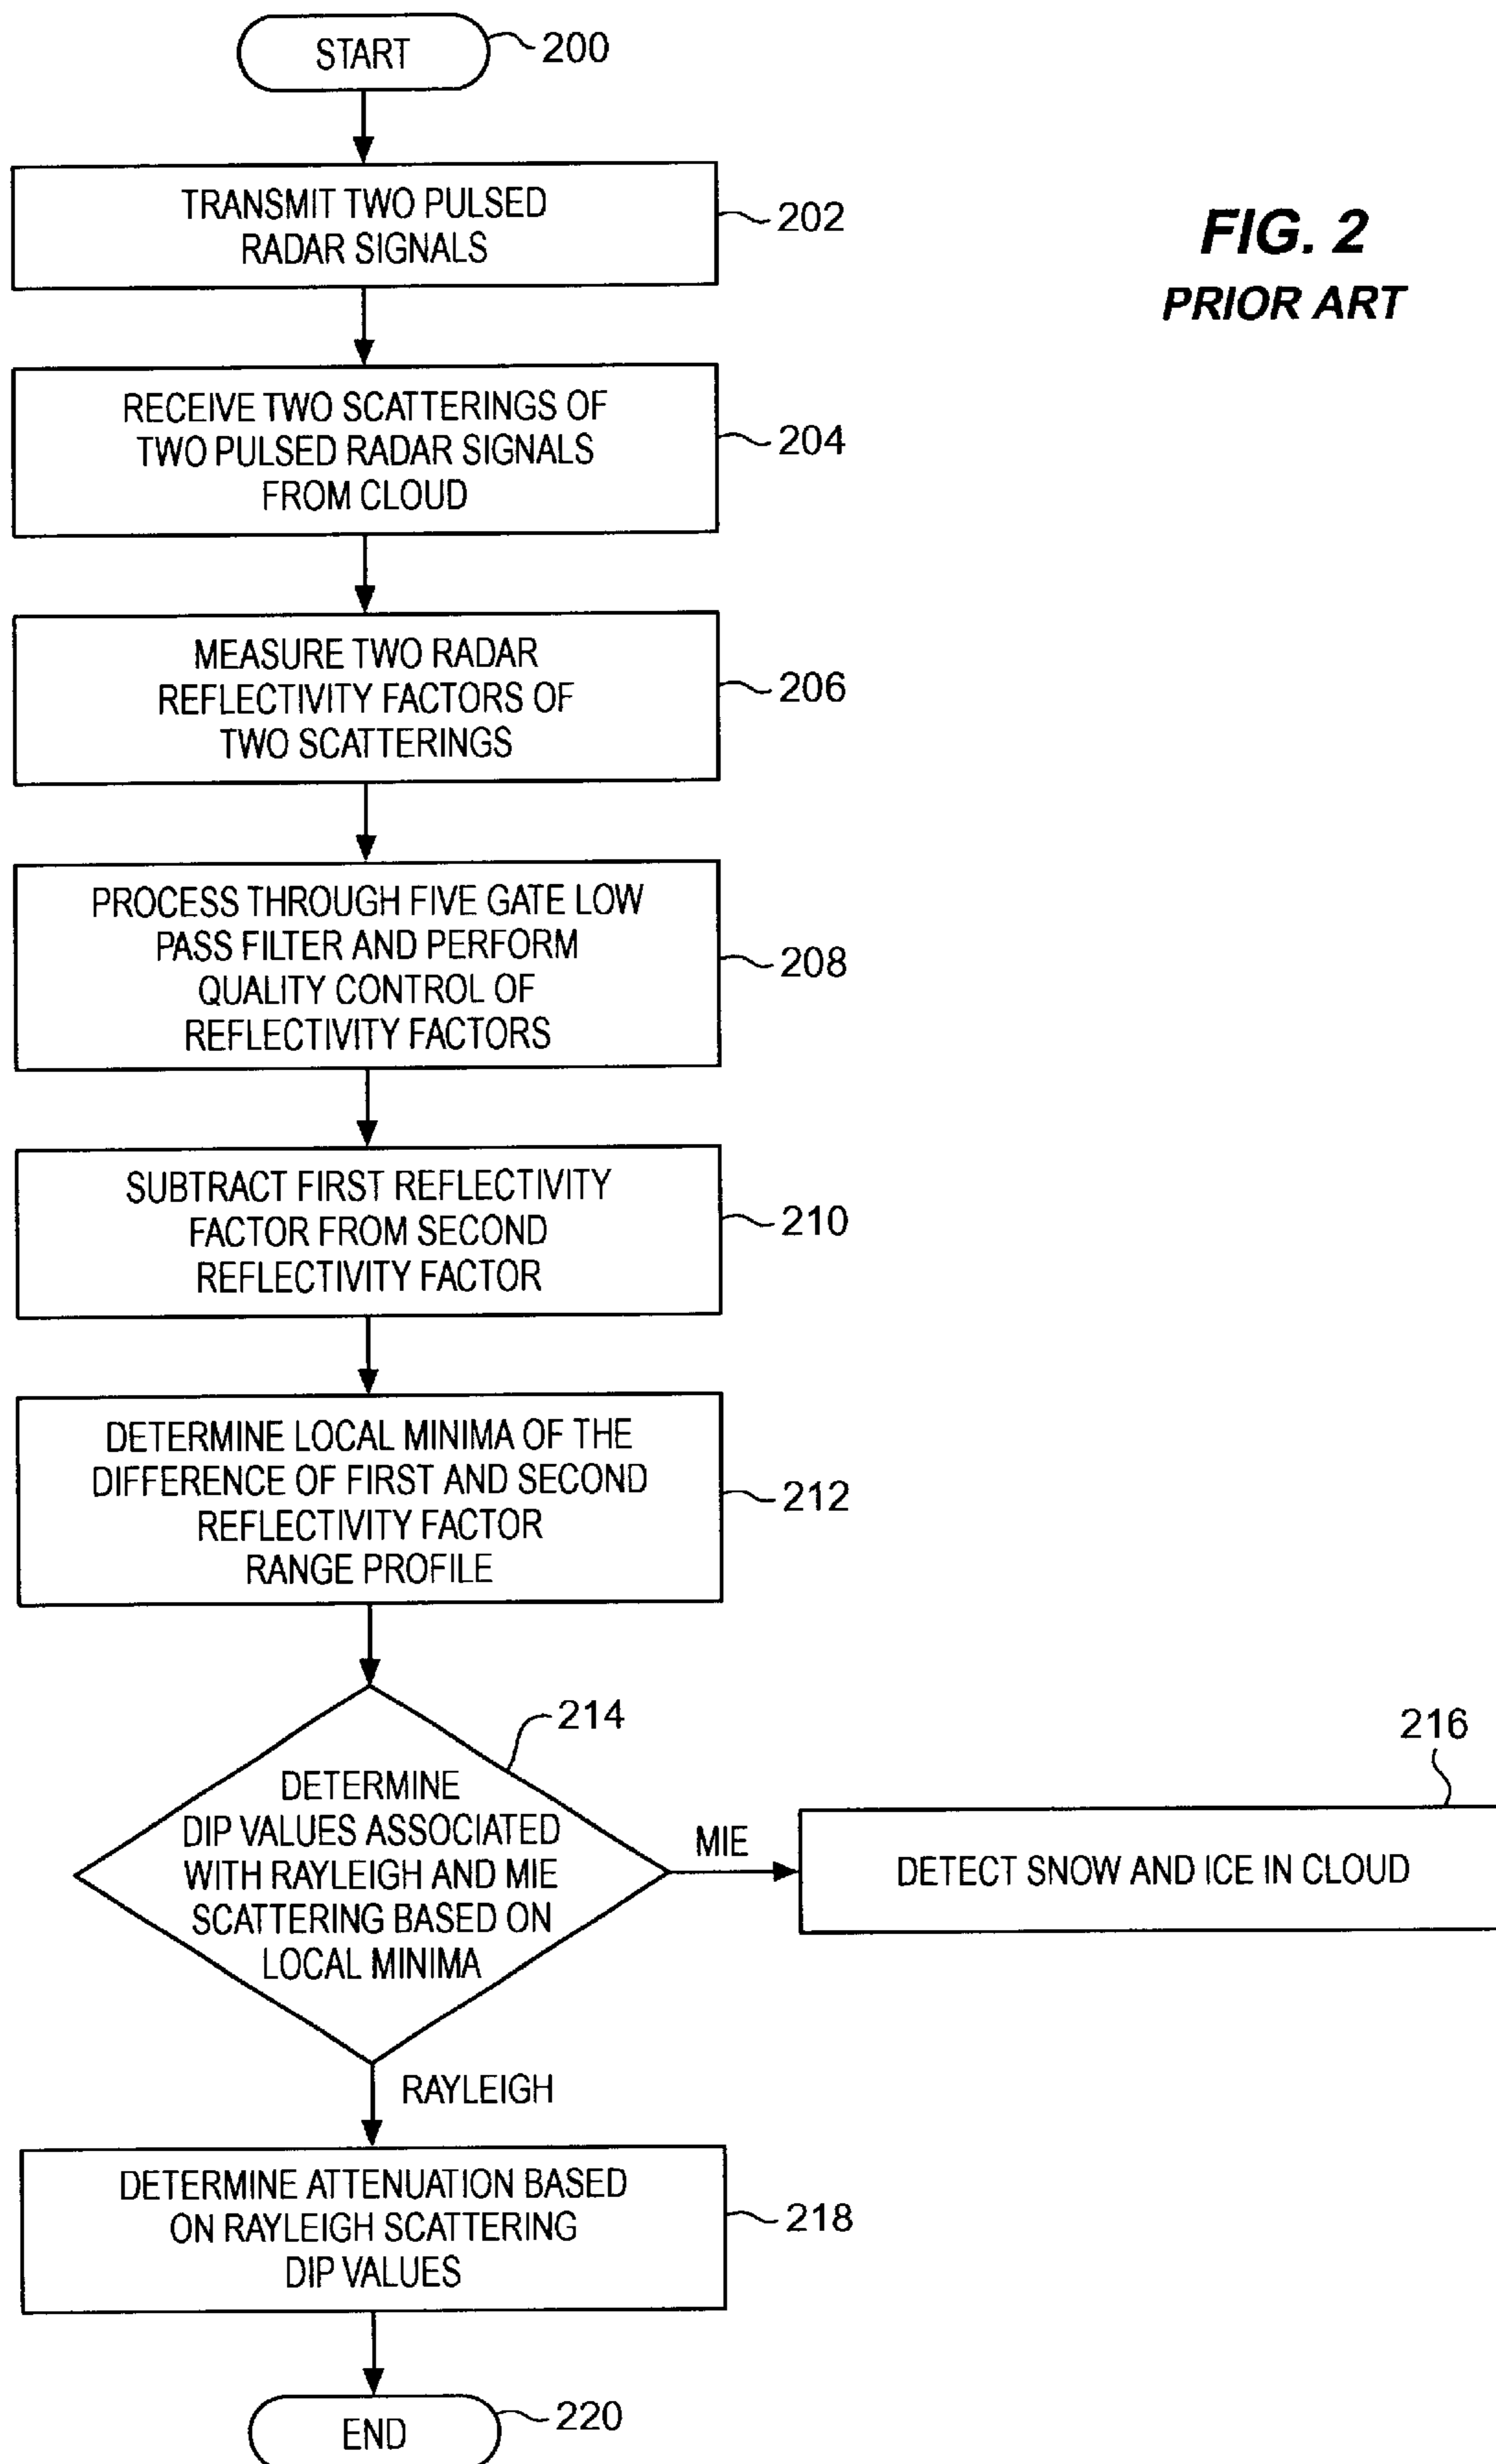 START
200
TRANSMIT TWO PULSED
RADAR SIGNALS
202
FIG. 2
PRIOR ART
RECEIVE TWO SCATTERINGS OF
TWO PULSED RADAR SIGNALS
FROM CLOUD
204
MEASURE TWO RADAR
REFLECTIVITY FACTORS OF
TWO SCATTERINGS
206
PROCESS THROUGH FIVE GATE LOW
PASS FILTER AND PERFORM
QUALITY CONTROL OF
REFLECTIVITY FACTORS
208
SUBTRACT FIRST REFLECTIVITY
FACTOR FROM SECOND
REFLECTIVITY FACTOR
210
DETERMINE LOCAL MINIMA OF THE
DIFFERENCE OF FIRST AND SECOND
REFLECTIVITY FACTOR
RANGE PROFILE
212
214
DETERMINE
DIP VALUES ASSOCIATED
WITH RAYLEIGH AND MIE
SCATTERING BASED ON
LOCAL MINIMA
MIE
216
DETECT SNOW AND ICE IN CLOUD
RAYLEIGH
DETERMINE ATTENUATION BASED
ON RAYLEIGH SCATTERING
DIP VALUES
218
END
220